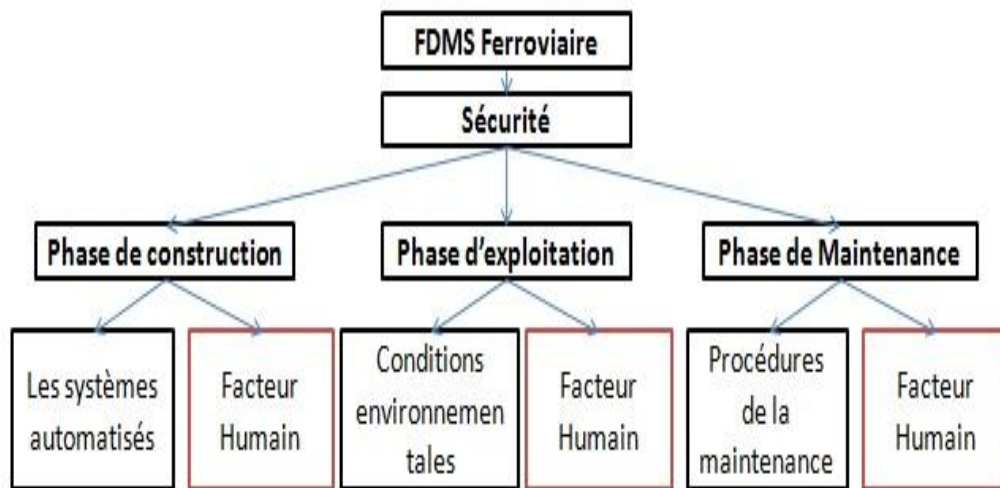 FDMS Ferroviaire
Sécurité
Phase de construction
Phase d'exploitation
Phase de Maintenance
Les systèmes
automatisés
Facteur
Humain
Conditions
environnemen
tales
Facteur
Humain
Procédures
de la
maintenance
Facteur
Humain